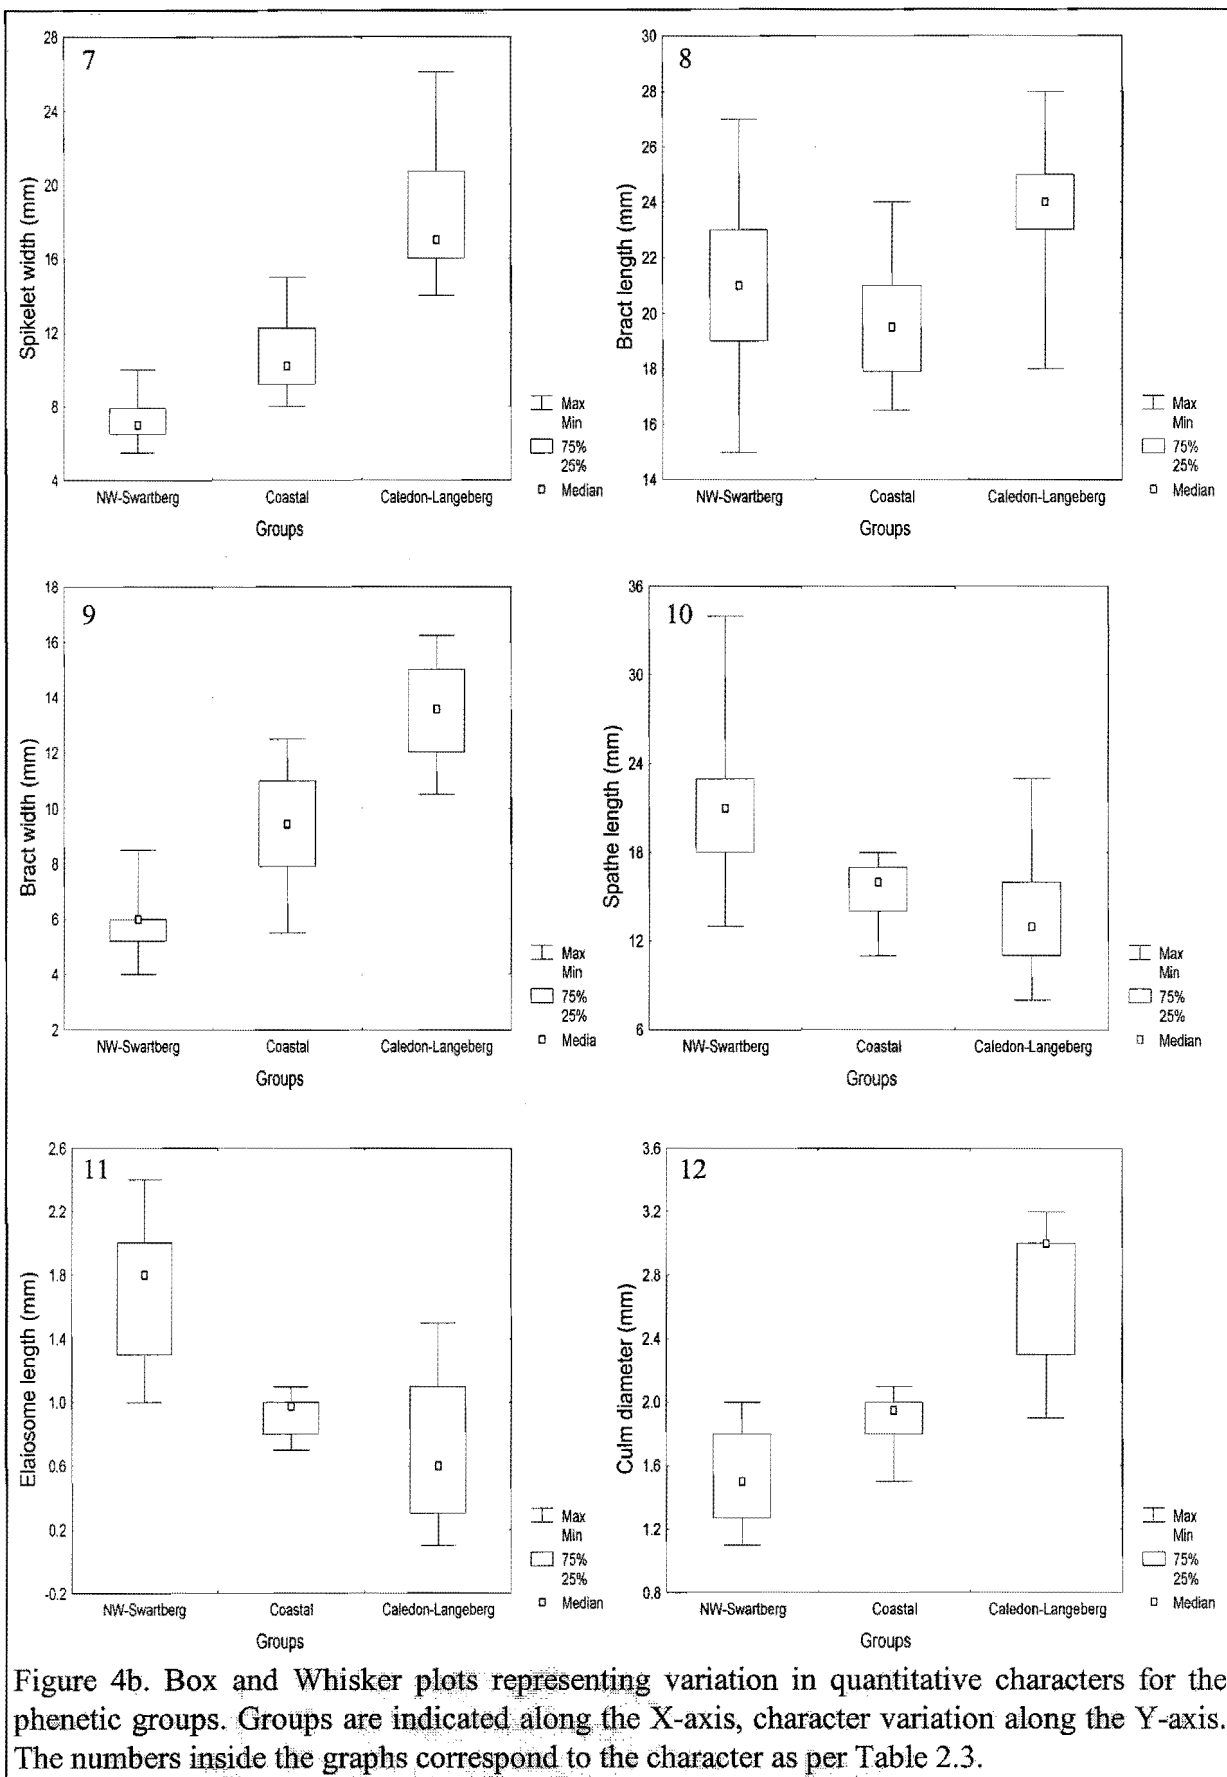 7
28
24
20
16
12
8
4
Spikelet width (mm)
NW-Swartberg Coastal Caledon-Langeberg
Groups
Max
Min
75%
25%
Median
8
30
28
26
24
22
20
18
16
14
Bract length (mm)
NW-Swartberg Coastal Caledon-Langeberg
Groups
Max
Min
75%
25%
Median
9
18
16
14
12
10
8
6
4
2
Bract width (mm)
NW-Swartberg Coastal Caledon-Langeberg
Groups
Max
Min
75%
25%
Media
10
36
30
24
18
12
6
Spathe length (mm)
NW-Swartberg Coastal Caledon-Langeberg
Groups
Max
Min
75%
25%
Median
11
2.6
2.2
1.8
1.4
1.0
0.6
0.2
-0.2
Elaiosome length (mm)
NW-Swartberg Coastal Caledon-Langeberg
Groups
Max
Min
75%
25%
Median
12
3.6
3.2
2.8
2.4
2.0
1.6
1.2
0.8
Culm diameter (mm)
NW-Swartberg Coastal Caledon-Langeberg
Groups
Max
Min
75%
25%
Median
Figure 4b. Box and Whisker plots representing variation in quantitative characters for the
phenetic groups. Groups are indicated along the X-axis, character variation along the Y-axis.
The numbers inside the graphs correspond to the character as per Table 2.3.